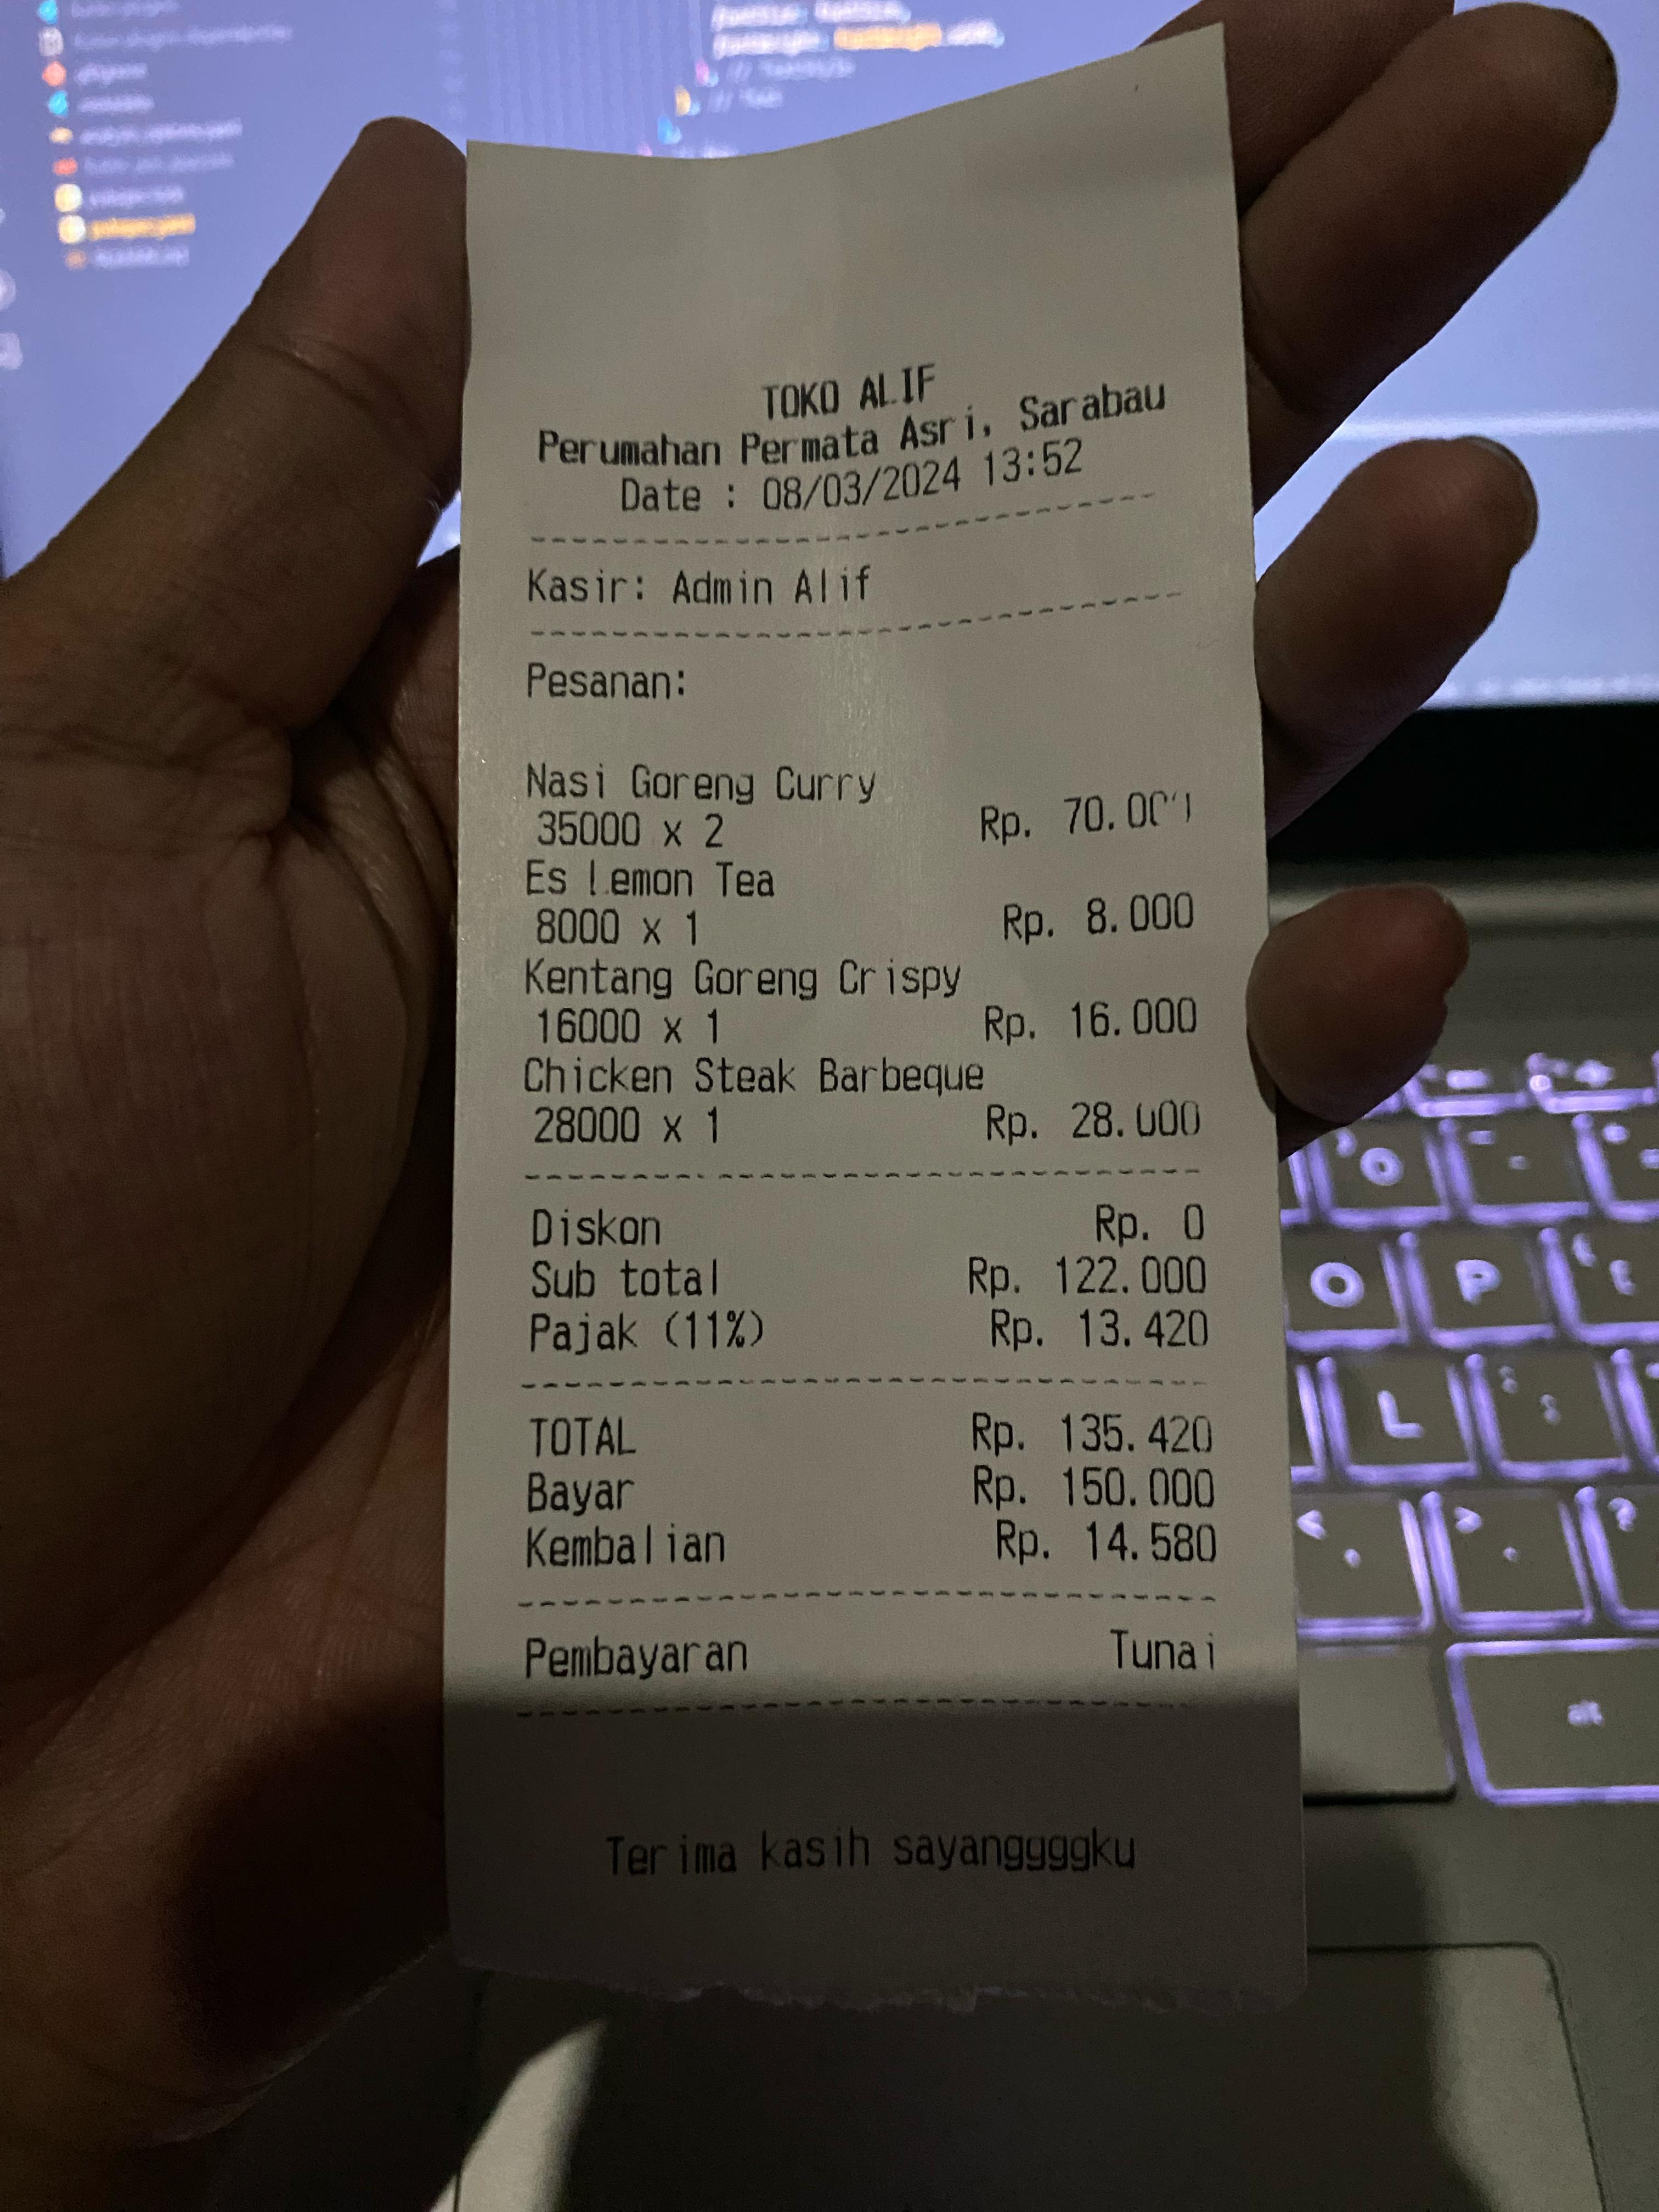 TOKO ALIF
Perumahan Permata Asri, Sarabau
Date : 08/03/2024 13:52
Kasir: Admin Alif
Pesanan:
Nasi Goreng Curry
35000 x 2 Rp. 70.000
Es Lemon Tea
8000 x 1 Rp. 8.000
Kentang Goreng Crispy
16000 x 1 Rp. 16.000
Chicken Steak Barbeque
28000 x 1 Rp. 28.000
Diskon Rp. 0
Sub total Rp. 122.000
Pajak (11%) Rp. 13.420
TOTAL Rp. 135.420
Bayar Rp. 150.000
Kembalian Rp. 14.580
Pembayaran Tunai
Terima kasih sayanggggku
O P
L
alt